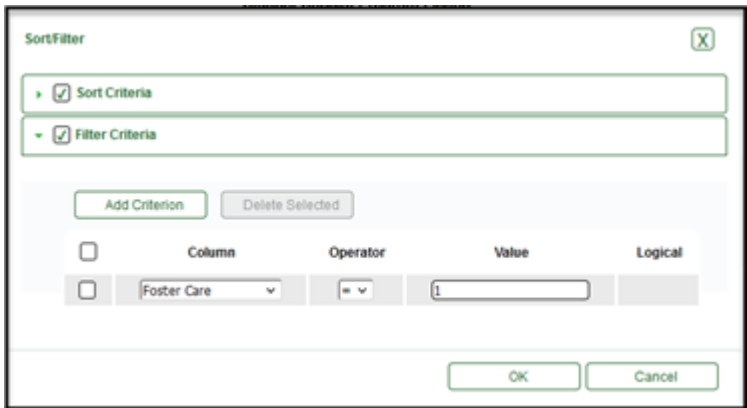 Sort/Filter
X
Sort Criteria
Filter Criteria
Add Criterion Delete Selected
Column Operator Value Logical
Foster Care = 1
OK Cancel